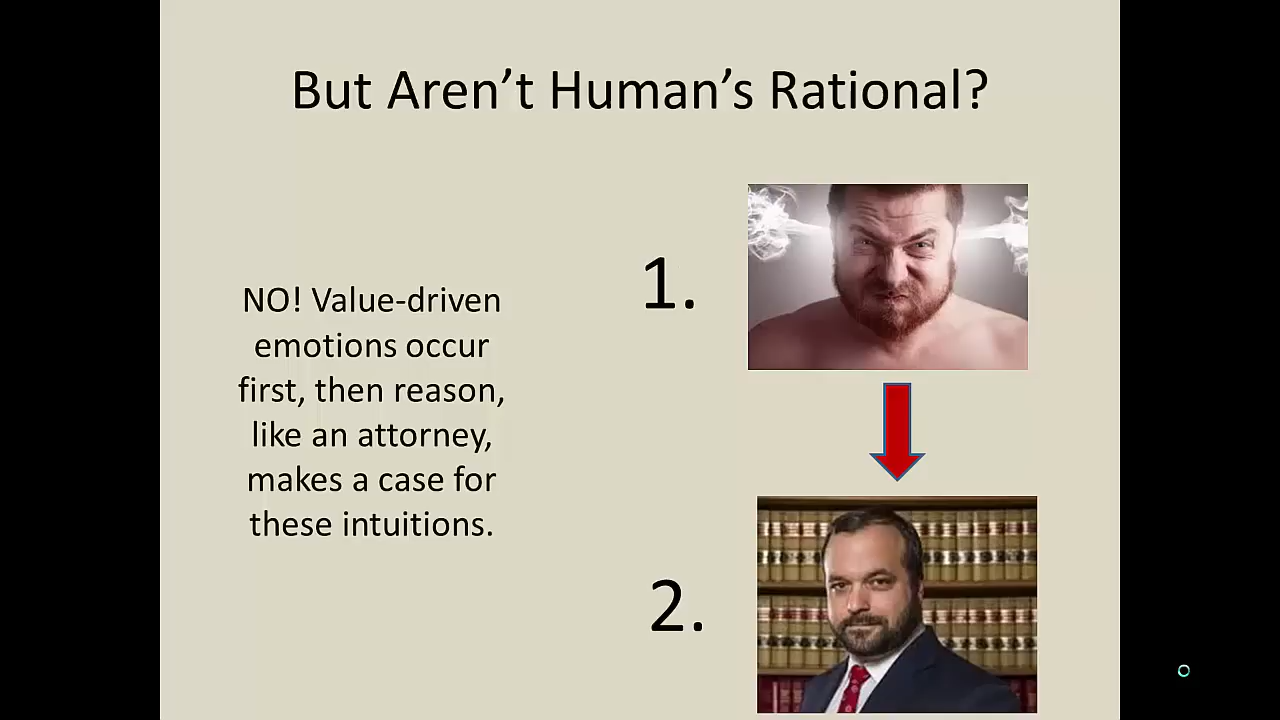 But Aren’t Human’s Rational?
NO! Value-driven
emotions occur
first, then reason,
like an attorney,
makes a case for
these intuitions.
1.
2.